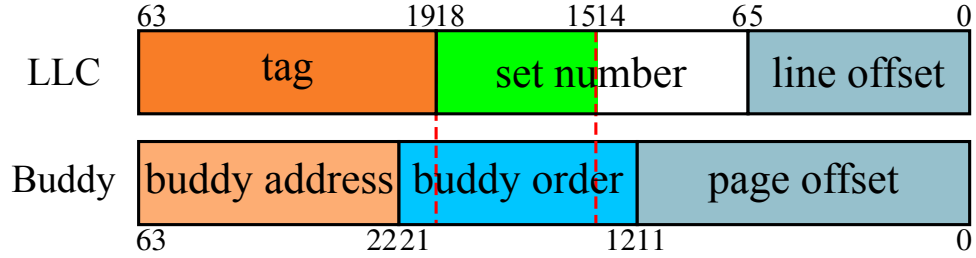 63 1918 1514 65 0
LLC tag set number line offset
Buddy buddy address buddy order page offset
63 2221 1211 0